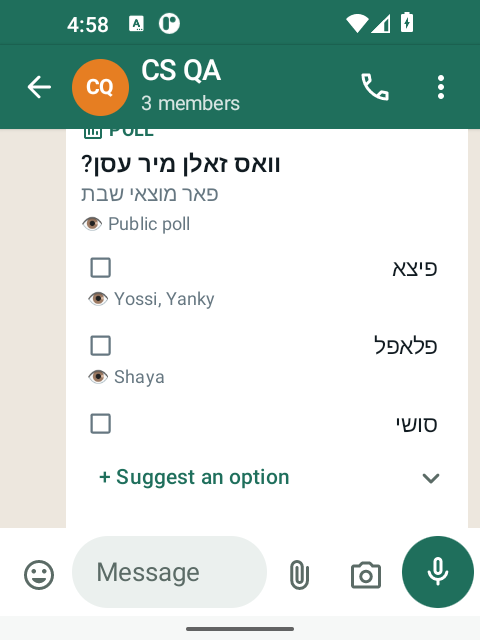 4:58
CQ
CS QA
3 members
POLL
וואס זאלן מיר עסן?
פאר מוצאי שבת
Public poll
פיצא
Yossi, Yanky
פלאפל
Shaya
סושי
+ Suggest an option
Message